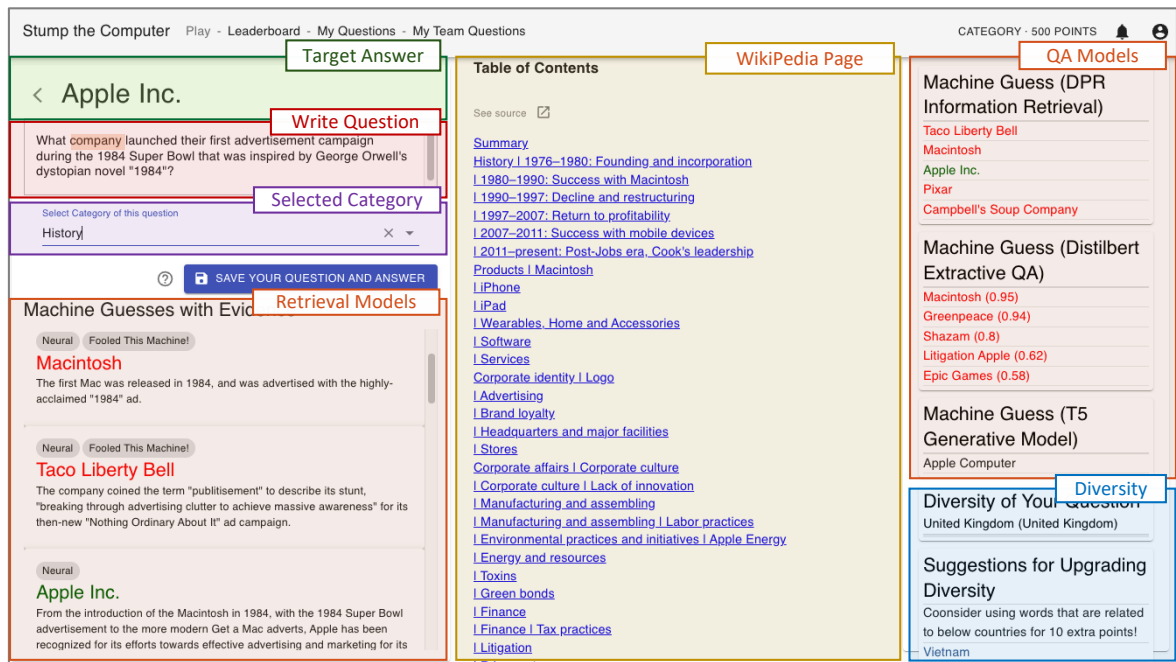 Stump the Computer Play - Leaderboard - My Questions - My Team Questions
CATEGORY · 500 POINTS
Target Answer
Apple Inc.
Write Question
What company launched their first advertisement campaign
during the 1984 Super Bowl that was inspired by George Orwell's
dystopian novel "1984"?
Selected Category
Select Category of this question
History
SAVE YOUR QUESTION AND ANSWER
Retrieval Models
Machine Guesses with Evidence
Neural Fooled This Machine!
Macintosh
The first Mac was released in 1984, and was advertised with the highly-
acclaimed "1984" ad.
Neural Fooled This Machine!
Taco Liberty Bell
The company coined the term "publitisement" to describe its stunt,
"breaking through advertising clutter to achieve massive awareness" for its
then-new "Nothing Ordinary About It" ad campaign.
Neural
Apple Inc.
From the introduction of the Macintosh in 1984, with the 1984 Super Bowl
advertisement to the more modern Get a Mac adverts, Apple has been
recognized for its efforts towards effective advertising and marketing for its
WikiPedia Page
Table of Contents
See source
Summary
History | 1976–1980: Founding and incorporation
| 1980–1990: Success with Macintosh
| 1990–1997: Decline and restructuring
| 1997–2007: Return to profitability
| 2007–2011: Success with mobile devices
| 2011–present: Post-Jobs era, Cook's leadership
Products | Macintosh
| iPhone
| iPad
| Wearables, Home and Accessories
| Software
| Services
Corporate identity | Logo
| Advertising
| Brand loyalty
| Headquarters and major facilities
| Stores
Corporate affairs | Corporate culture
| Corporate culture | Lack of innovation
| Manufacturing and assembling
| Manufacturing and assembling | Labor practices
| Environmental practices and initiatives | Apple Energy
| Energy and resources
| Toxins
| Green bonds
| Finance
| Finance | Tax practices
| Litigation
QA Models
Machine Guess (DPR
Information Retrieval)
Taco Liberty Bell
Macintosh
Apple Inc.
Pixar
Campbell's Soup Company
Machine Guess (Distilbert
Extractive QA)
Macintosh (0.95)
Greenpeace (0.94)
Shazam (0.8)
Litigation Apple (0.62)
Epic Games (0.58)
Machine Guess (T5
Generative Model)
Apple Computer
Diversity
Diversity of Your Question
United Kingdom (United Kingdom)
Suggestions for Upgrading
Diversity
Coonsider using words that are related
to below countries for 10 extra points!
Vietnam